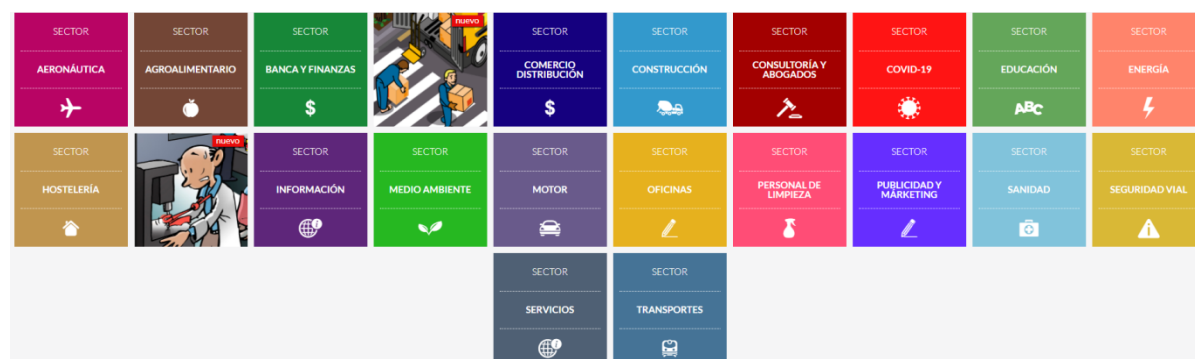 SECTOR
AERONÁUTICA
SECTOR
AGROALIMENTARIO
SECTOR
BANCA Y FINANZAS
$
nuevo
SECTOR
COMERCIO
DISTRIBUCIÓN
$
SECTOR
CONSTRUCCIÓN
SECTOR
CONSULTORÍA Y
ABOGADOS
SECTOR
COVID-19
SECTOR
EDUCACIÓN
ABC
SECTOR
ENERGÍA
SECTOR
HOSTELERÍA
nuevo
SECTOR
INFORMACIÓN
i
SECTOR
MEDIO AMBIENTE
SECTOR
MOTOR
SECTOR
OFICINAS
SECTOR
PERSONAL DE
LIMPIEZA
SECTOR
PUBLICIDAD Y
MÁRKETING
SECTOR
SANIDAD
SECTOR
SEGURIDAD VIAL
SECTOR
SERVICIOS
i
SECTOR
TRANSPORTES